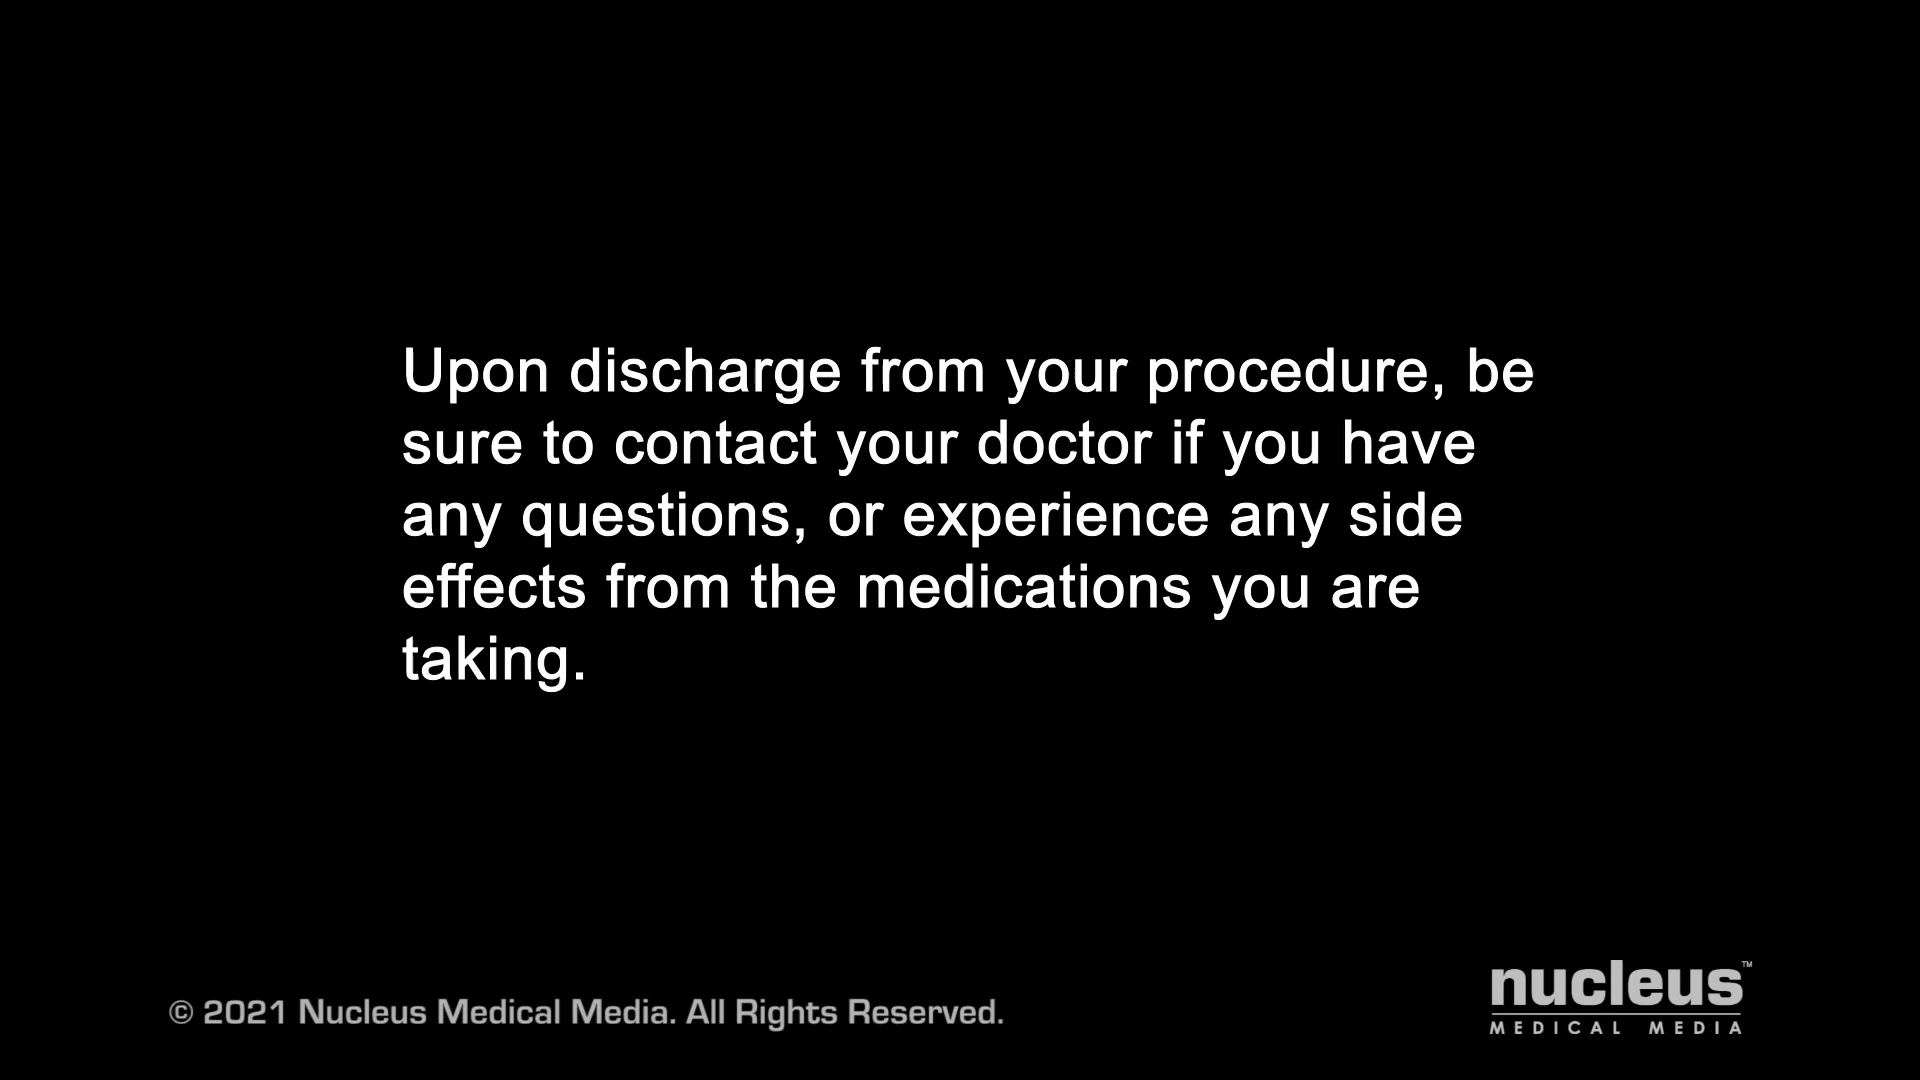 Upon discharge from your procedure, be
sure to contact your doctor if you have
any questions, or experience any side
effects from the medications you are
taking.
© 2021 Nucleus Medical Media. All Rights Reserved.
nucleus™
MEDICAL MEDIA